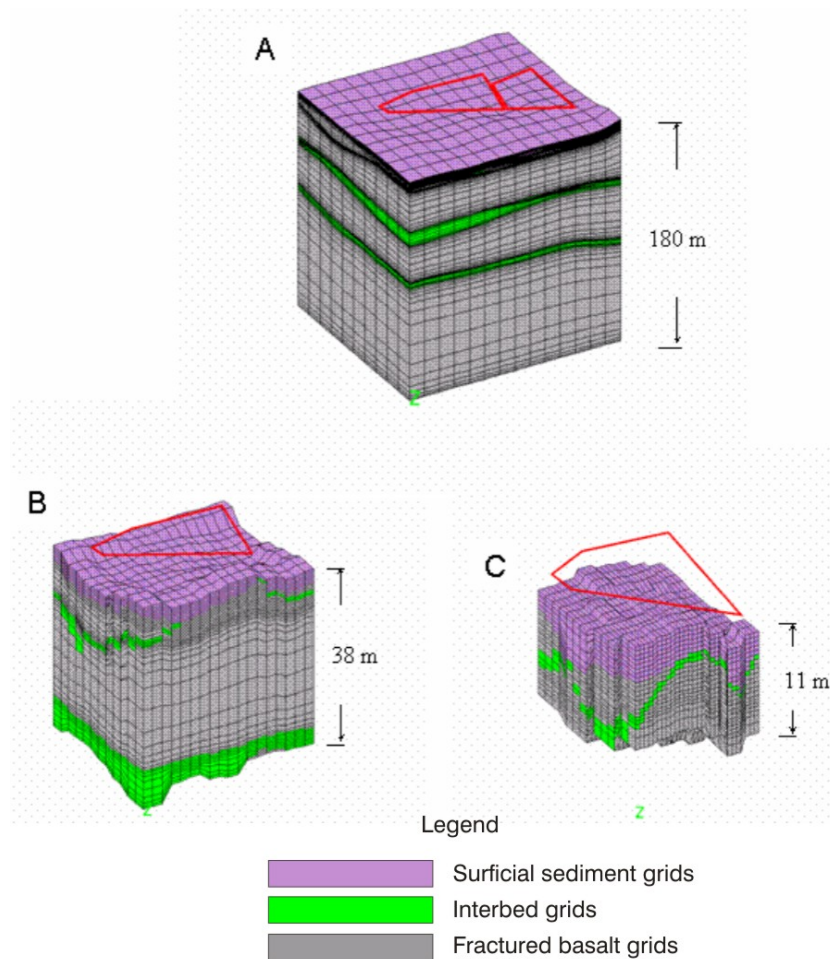 A
180 m
Z
B
38 m
z
C
11 m
z
Legend
Surficial sediment grids
Interbed grids
Fractured basalt grids